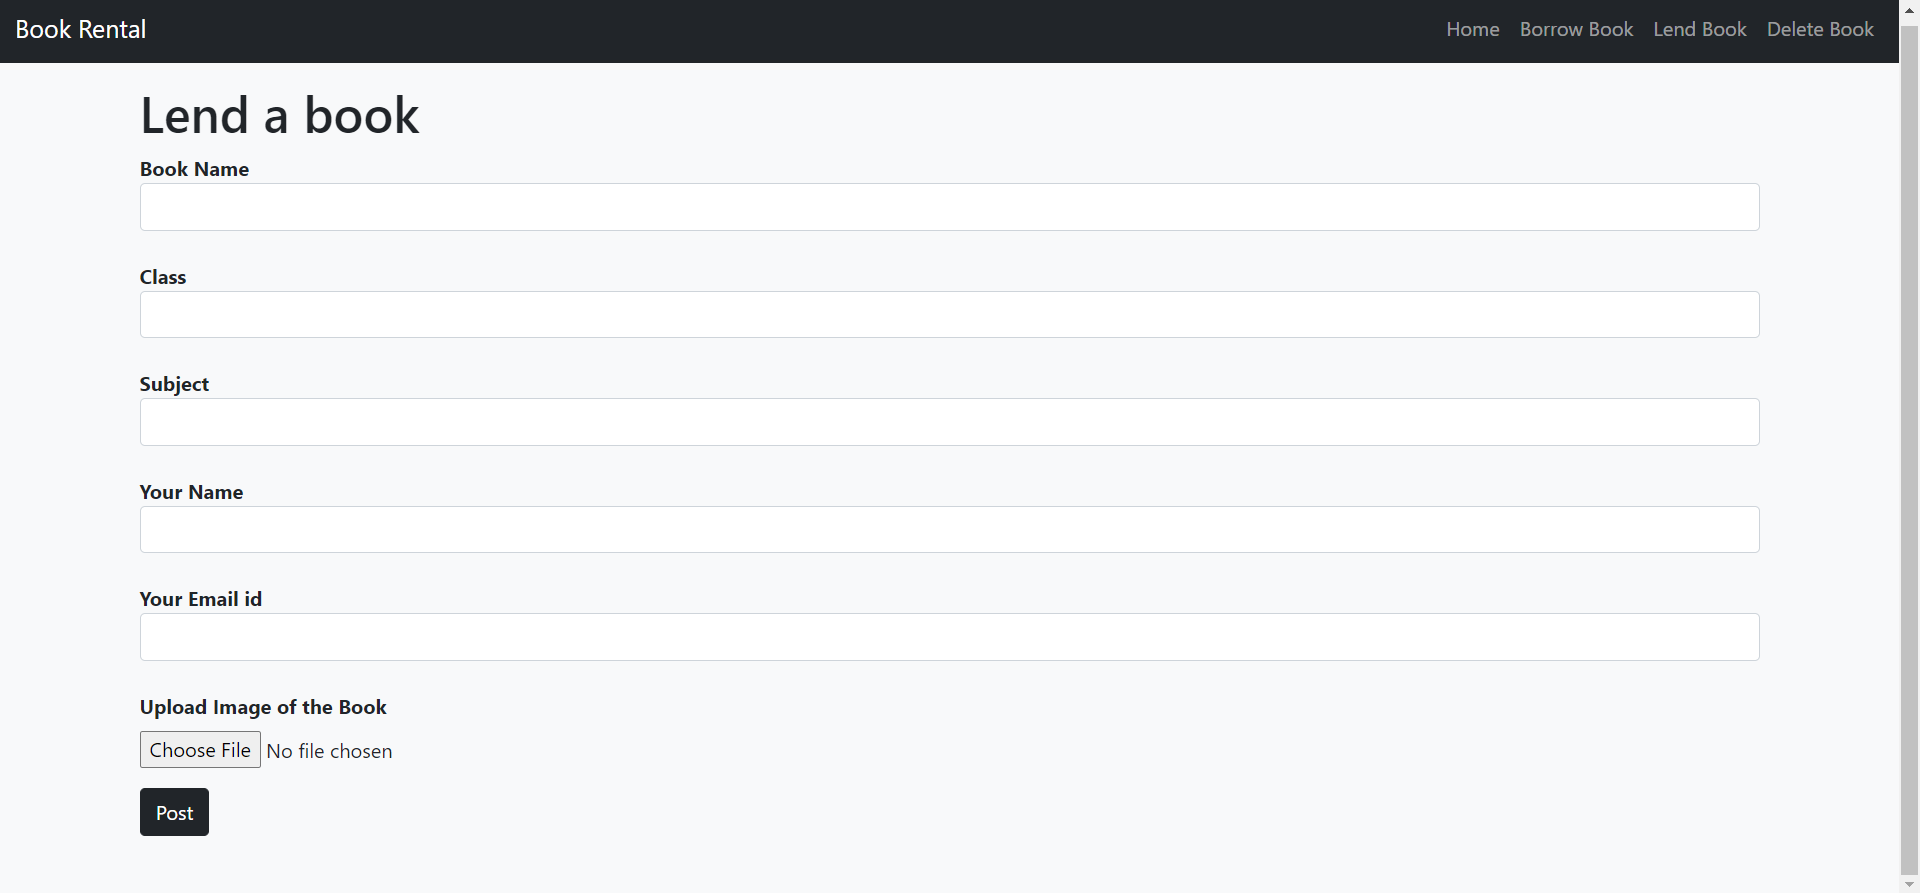 Book Rental Home Borrow Book Lend Book Delete Book
Lend a book
Book Name
Class
Subject
Your Name
Your Email id
Upload Image of the Book
Choose File No file chosen
Post